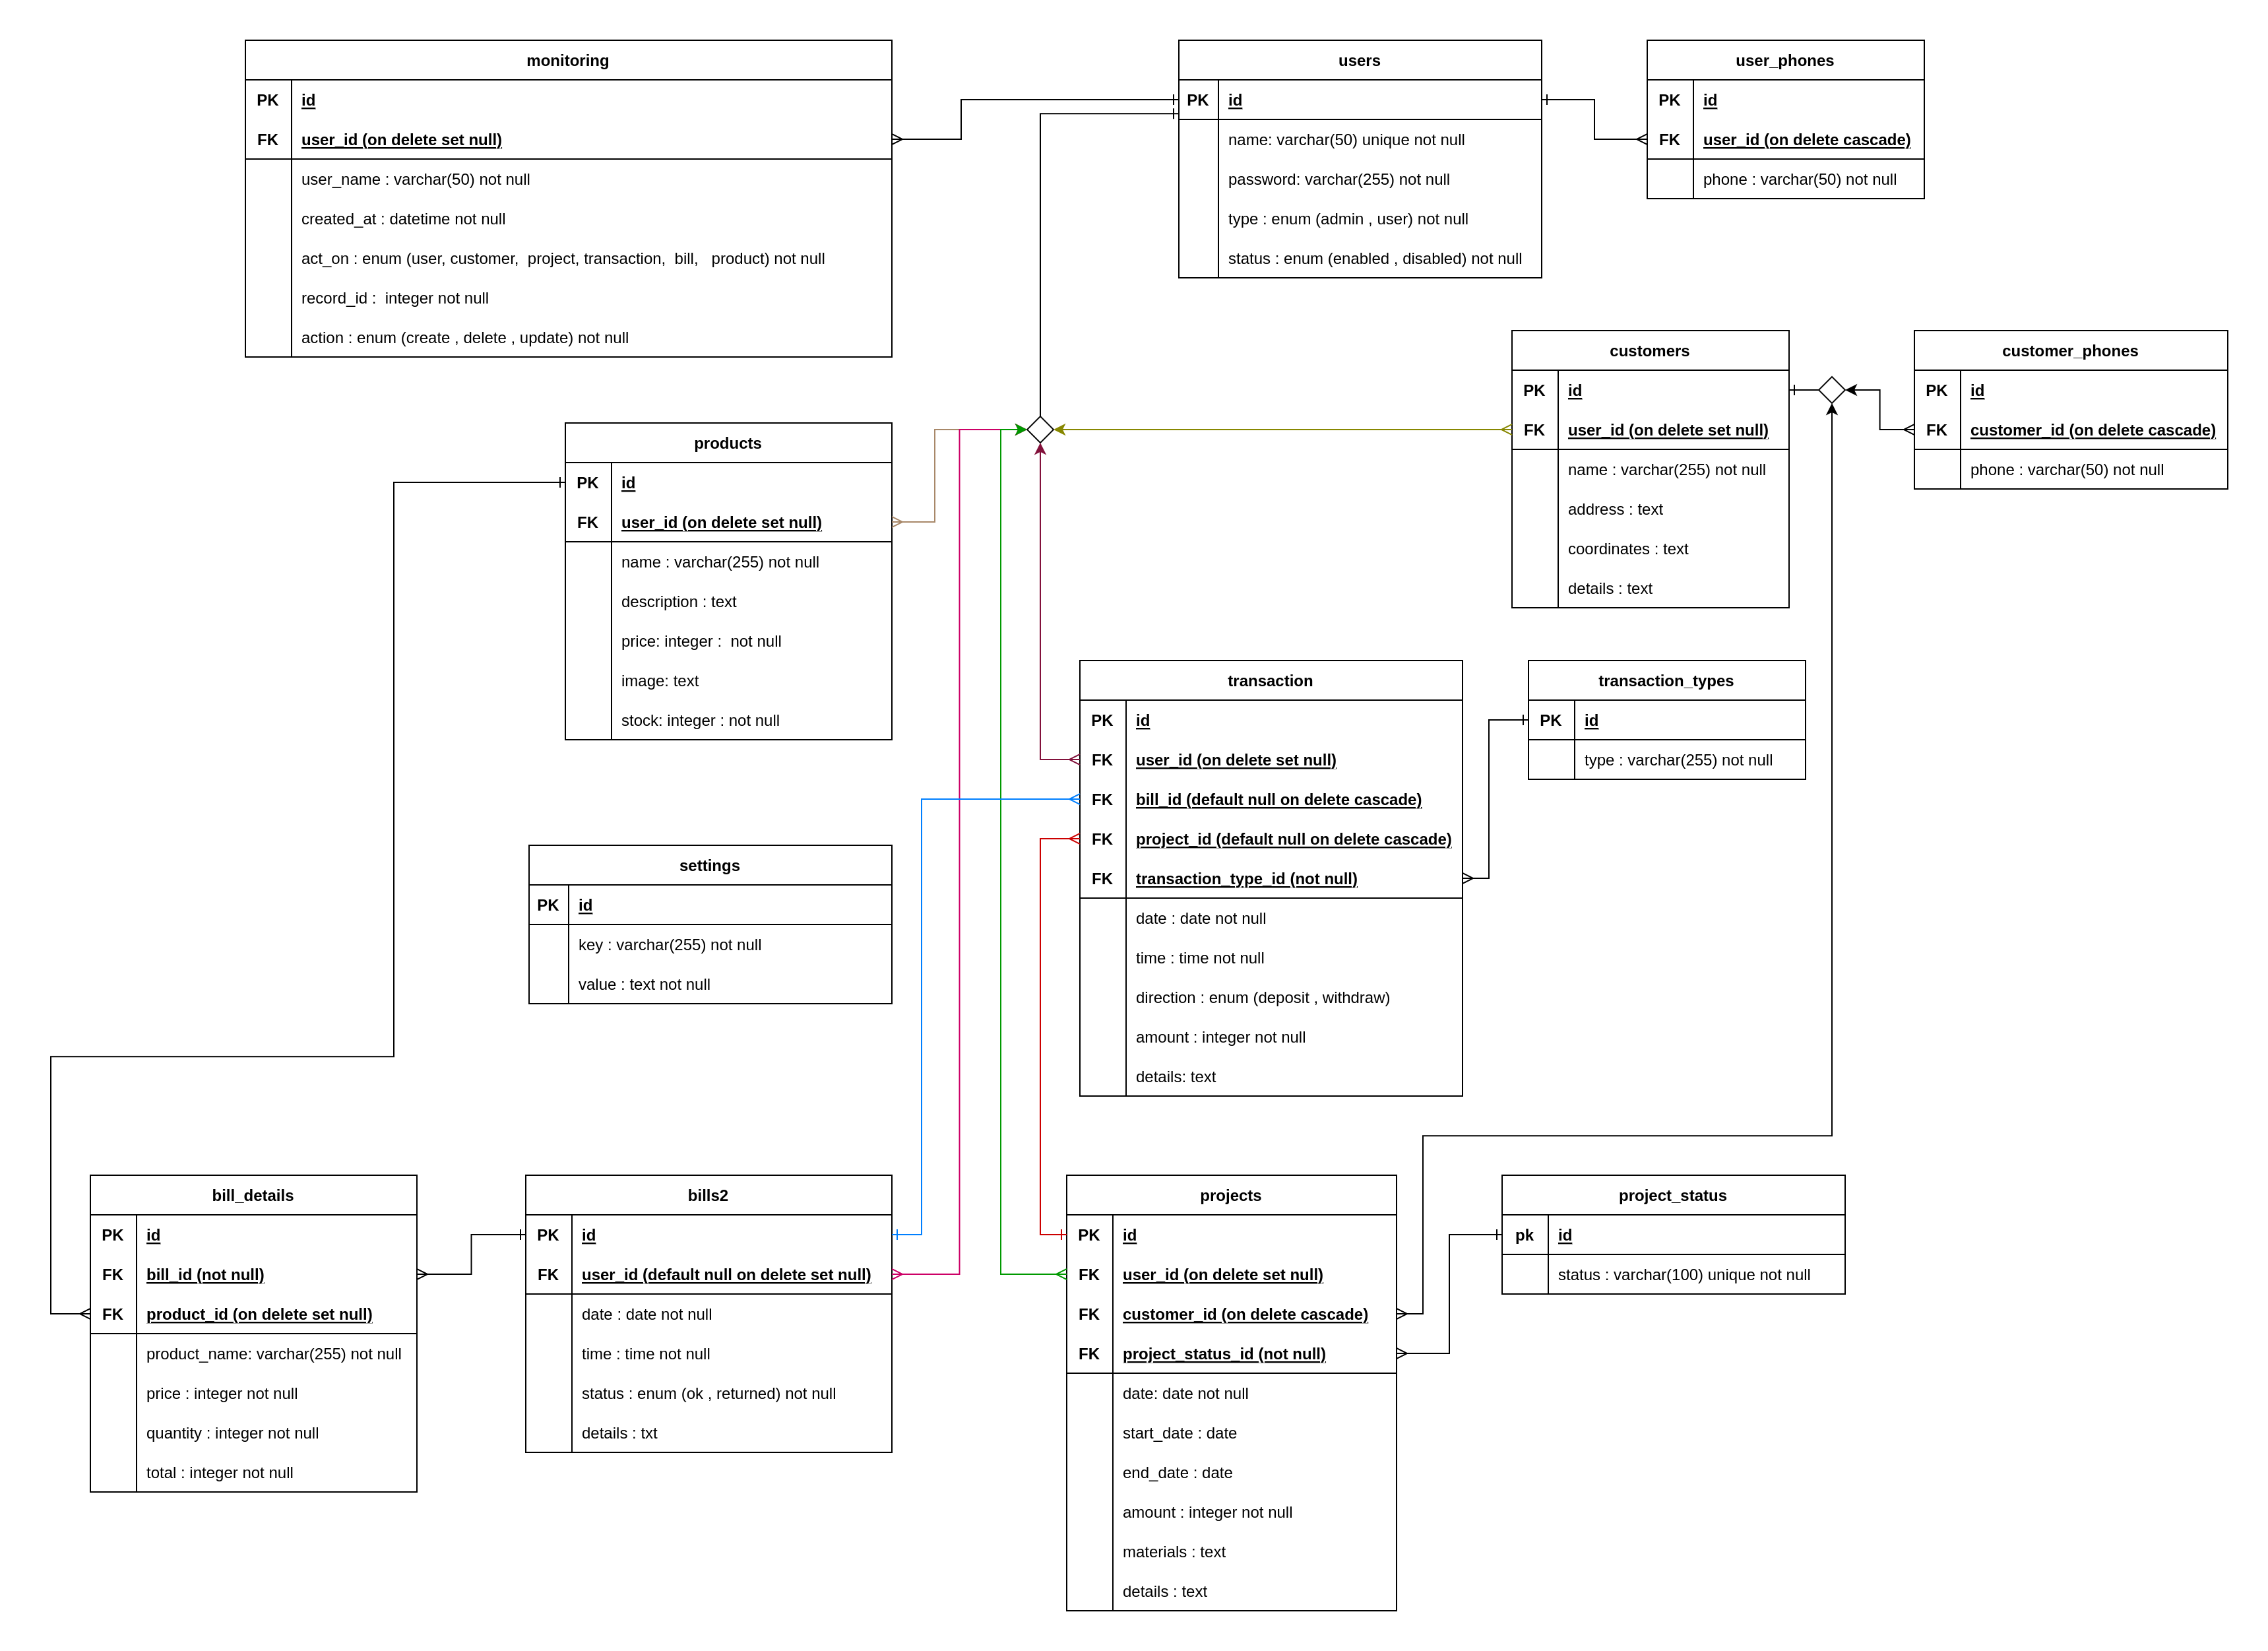 monitoring
PK id
FK user_id (on delete set null)
user_name : varchar(50) not null
created_at : datetime not null
act_on : enum (user, customer,  project, transaction,  bill,   product) not null
record_id :  integer not null
action : enum (create , delete , update) not null
users
PK id
name: varchar(50) unique not null
password: varchar(255) not null
type : enum (admin , user) not null
status : enum (enabled , disabled) not null
user_phones
PK id
FK user_id (on delete cascade)
phone : varchar(50) not null
customers
PK id
FK user_id (on delete set null)
name : varchar(255) not null
address : text
coordinates : text
details : text
customer_phones
PK id
FK customer_id (on delete cascade)
phone : varchar(50) not null
products
PK id
FK user_id (on delete set null)
name : varchar(255) not null
description : text
price: integer :  not null
image: text
stock: integer : not null
transaction
PK id
FK user_id (on delete set null)
FK bill_id (default null on delete cascade)
FK project_id (default null on delete cascade)
FK transaction_type_id (not null)
date : date not null
time : time not null
direction : enum (deposit , withdraw)
amount : integer not null
details: text
transaction_types
PK id
type : varchar(255) not null
settings
PK id
key : varchar(255) not null
value : text not null
bill_details
PK id
FK bill_id (not null)
FK product_id (on delete set null)
product_name: varchar(255) not null
price : integer not null
quantity : integer not null
total : integer not null
bills2
PK id
FK user_id (default null on delete set null)
date : date not null
time : time not null
status : enum (ok , returned) not null
details : txt
projects
PK id
FK user_id (on delete set null)
FK customer_id (on delete cascade)
FK project_status_id (not null)
date: date not null
start_date : date
end_date : date
amount : integer not null
materials : text
details : text
project_status
pk id
status : varchar(100) unique not null